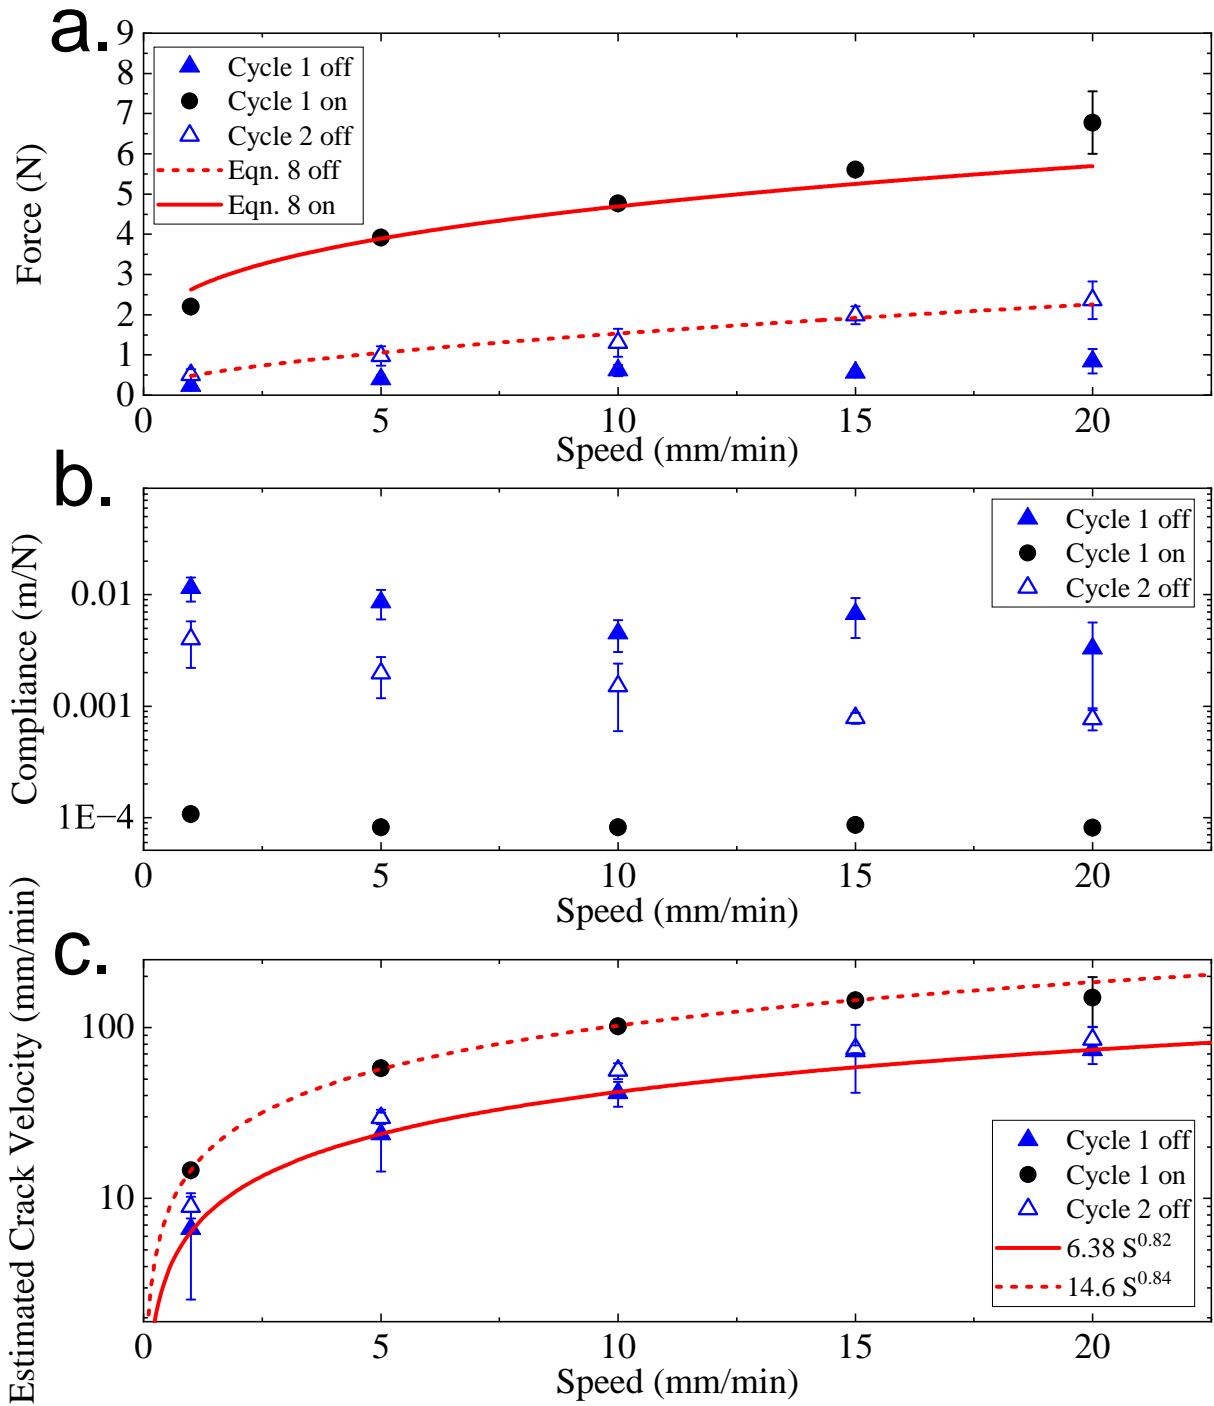 a.
9
8
7
6
5
4
3
2
1
0
Force (N)
Cycle 1 off
Cycle 1 on
Cycle 2 off
Eqn. 8 off
Eqn. 8 on
0 5 10 15 20
Speed (mm/min)
b.
0.01
0.001
1E−4
Compliance (m/N)
Cycle 1 off
Cycle 1 on
Cycle 2 off
0 5 10 15 20
Speed (mm/min)
c.
100
10
Estimated Crack Velocity (mm/min)
Cycle 1 off
Cycle 1 on
Cycle 2 off
6.38 S^0.82
14.6 S^0.84
0 5 10 15 20
Speed (mm/min)